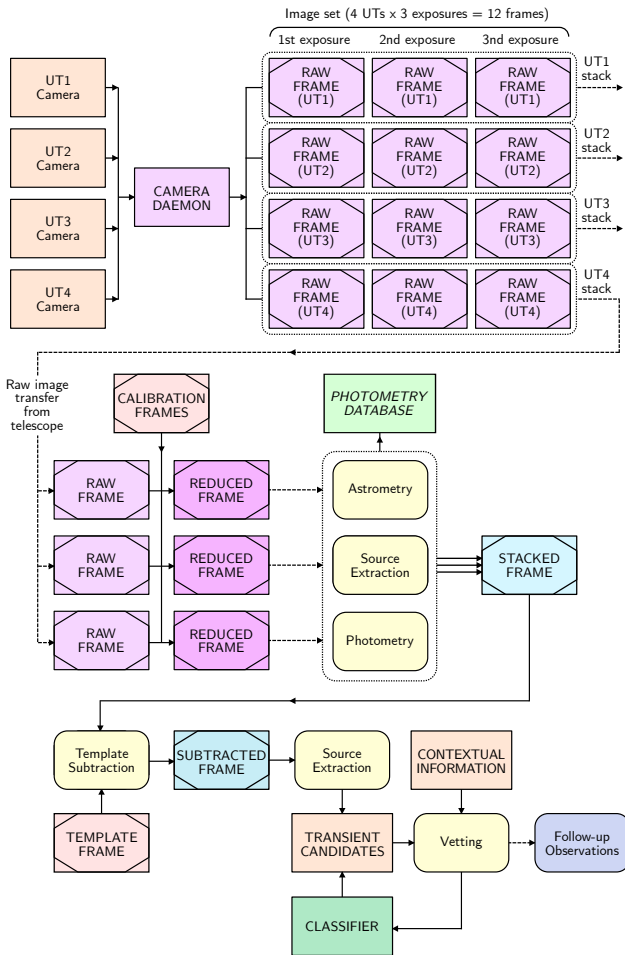 Image set (4 UTs x 3 exposures = 12 frames)
1st exposure
2nd exposure
3rd exposure
UT1
Camera
UT2
Camera
UT3
Camera
UT4
Camera
CAMERA
DAEMON
RAW
FRAME
(UT1)
RAW
FRAME
(UT1)
RAW
FRAME
(UT1)
UT1
stack
RAW
FRAME
(UT2)
RAW
FRAME
(UT2)
RAW
FRAME
(UT2)
UT2
stack
RAW
FRAME
(UT3)
RAW
FRAME
(UT3)
RAW
FRAME
(UT3)
UT3
stack
RAW
FRAME
(UT4)
RAW
FRAME
(UT4)
RAW
FRAME
(UT4)
UT4
stack
Raw image
transfer
from
telescope
CALIBRATION
FRAMES
PHOTOMETRY
DATABASE
RAW
FRAME
REDUCED
FRAME
Astrometry
RAW
FRAME
REDUCED
FRAME
Source
Extraction
STACKED
FRAME
RAW
FRAME
REDUCED
FRAME
Photometry
Template
Subtraction
SUBTRACTED
FRAME
Source
Extraction
CONTEXTUAL
INFORMATION
TEMPLATE
FRAME
TRANSIENT
CANDIDATES
Vetting
Follow-up
Observations
CLASSIFIER